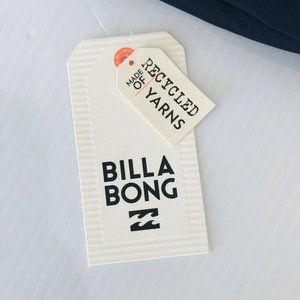 MADE
OF
RECYCLED
YARNS
BILLA
BONG